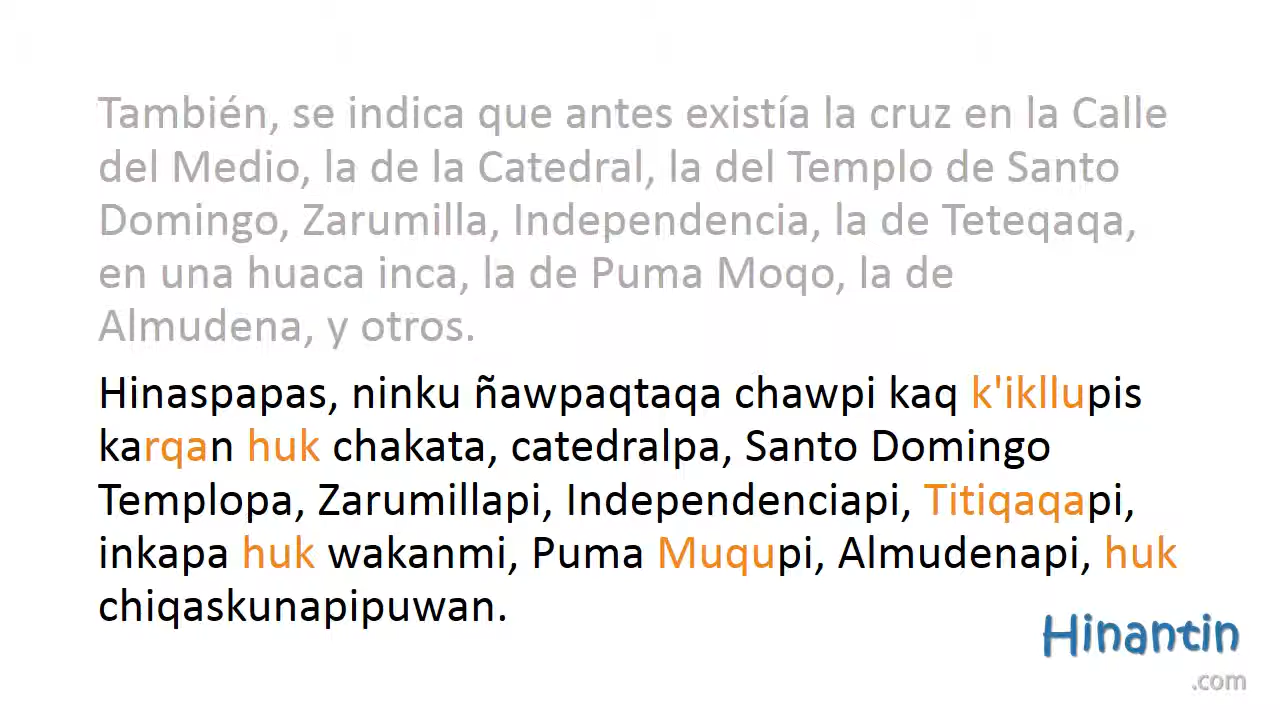 También, se indica que antes existía la cruz en la Calle
del Medio, la de la Catedral, la del Templo de Santo
Domingo, Zarumilla, Independencia, la de Teteqaqa,
en una huaca inca, la de Puma Moqo, la de
Almudena, y otros.
Hinaspapas, ninku ñawpaqtaqa chawpi kaq k'ikllupis
karqan huk chakata, catedralpa, Santo Domingo
Templopa, Zarumillapi, Independenciapi, Titiqaqapi,
inkapa huk wakanmi, Puma Muqupi, Almudenapi, huk
chiqaskunapipuwan.
Hinantin
.com